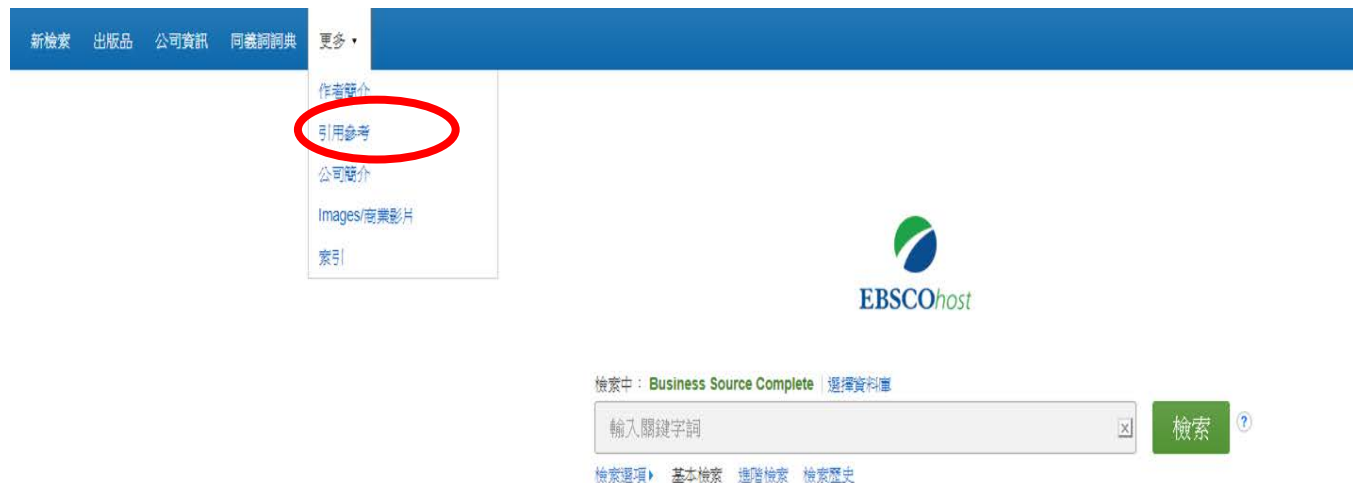 新檢索 出版品 公司資訊 同義詞詞典 更多
作者簡介
引用參考
公司簡介
Images/商業影片
索引
EBSCOhost
檢索中： Business Source Complete 選擇資料庫
輸入關鍵字詞 x 檢索 ?
檢索選項 基本檢索 進階檢索 檢索歷史